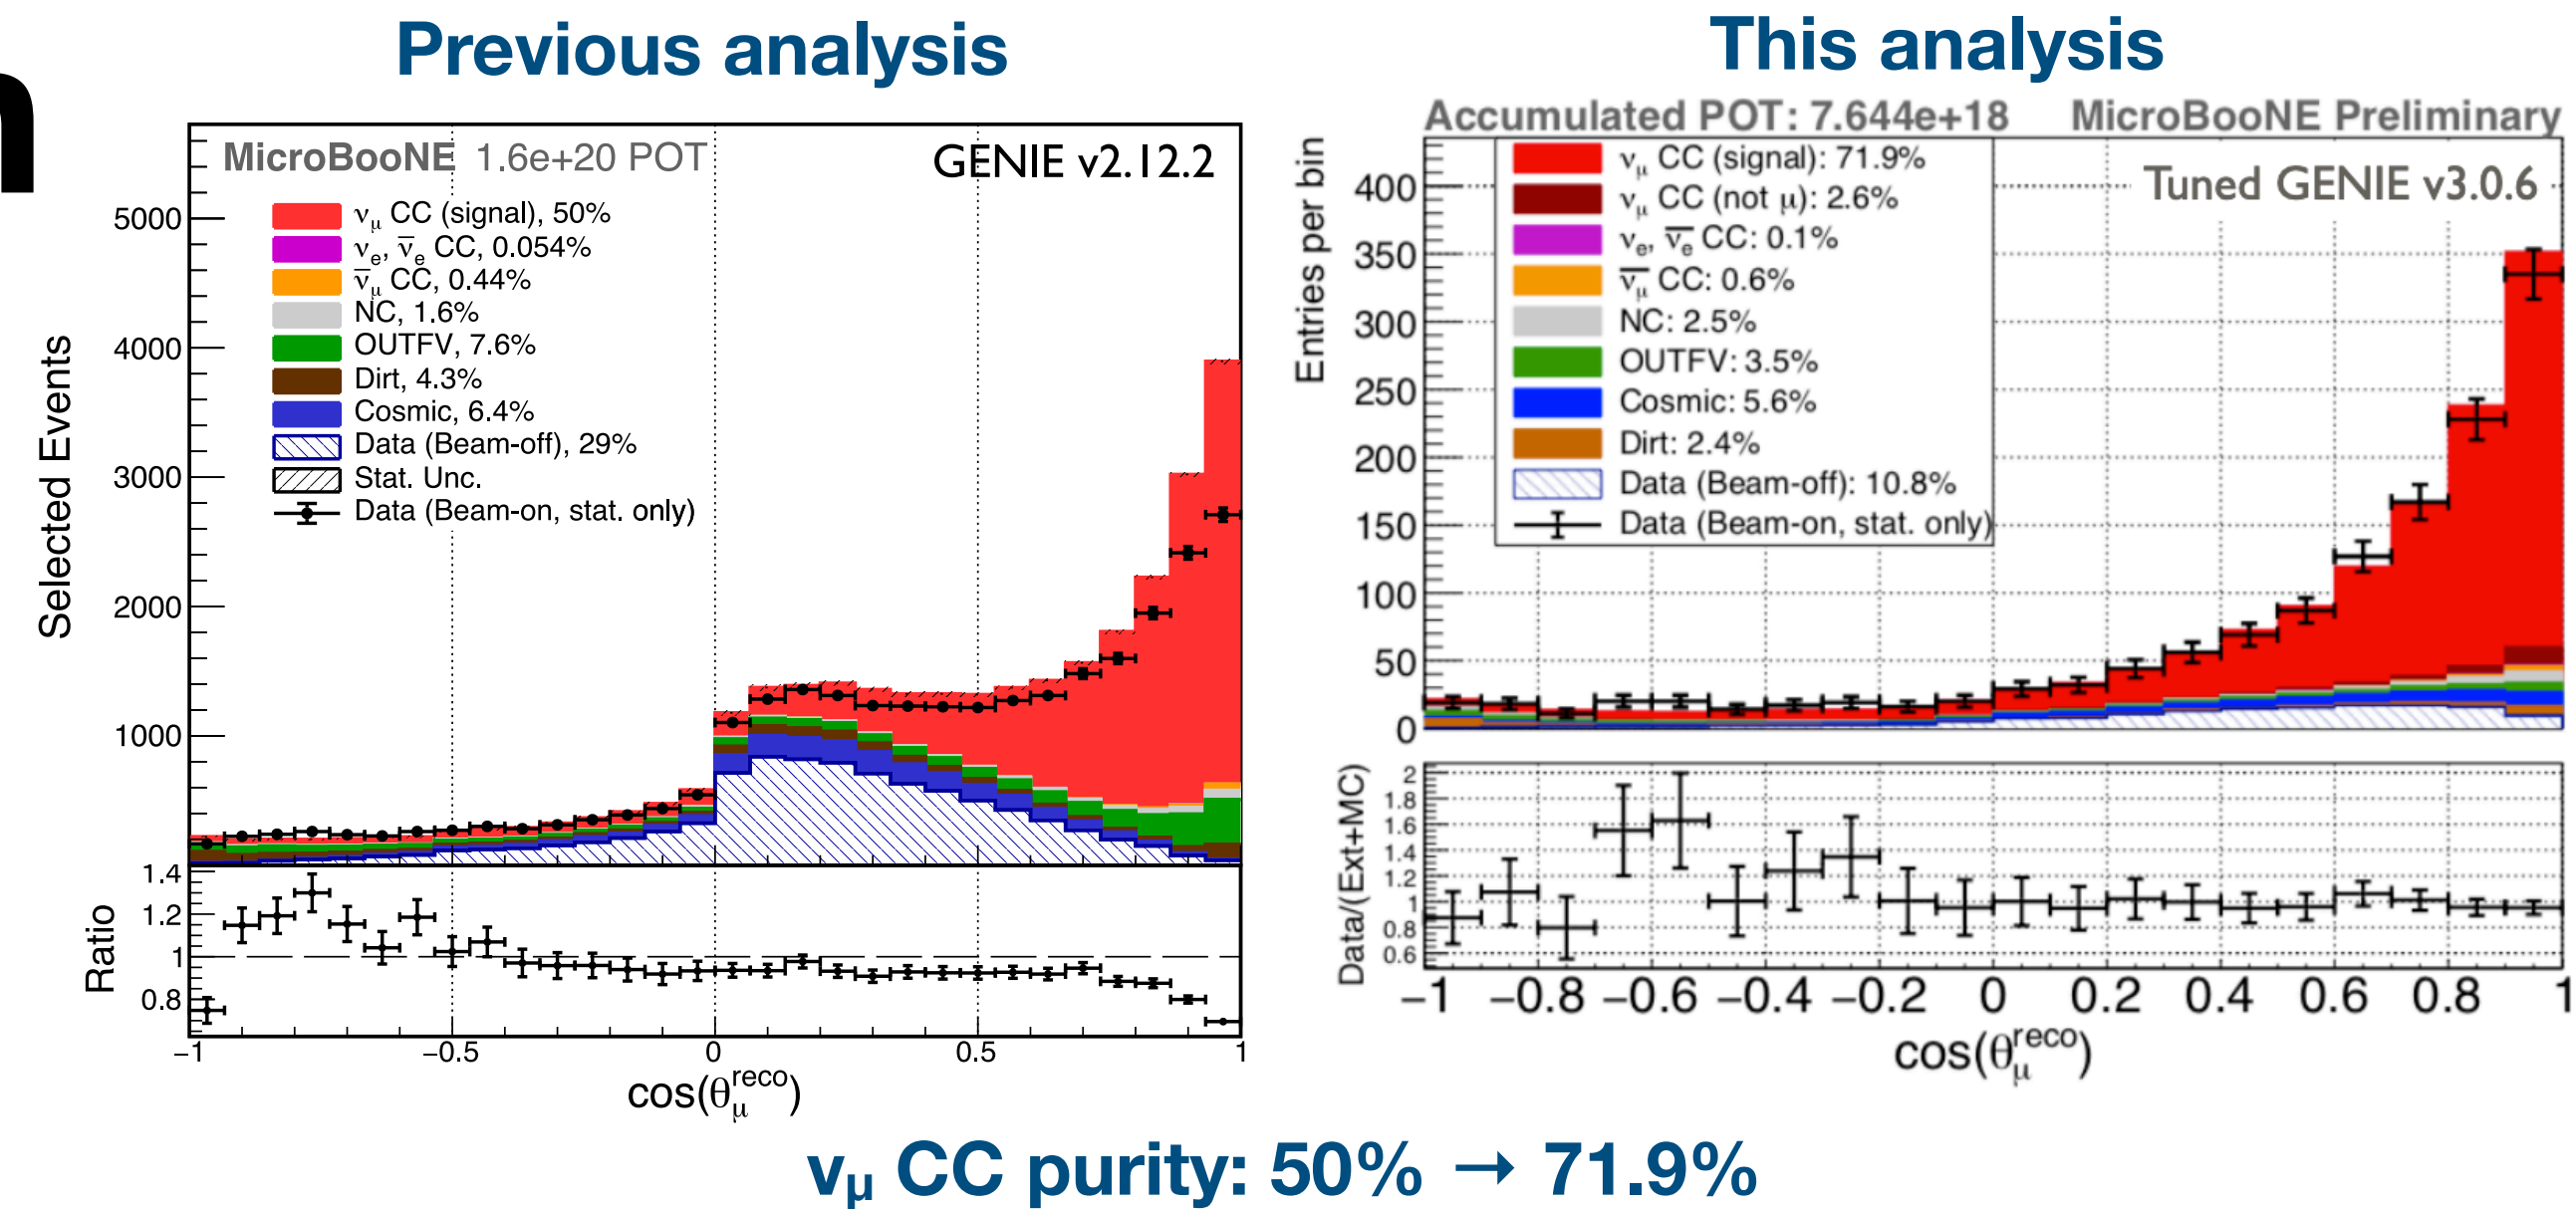 n
Previous analysis
MicroBooNE 1.6e+20 POT
GENIE v2.12.2
νμ CC (signal), 50%
νe, ν̅e CC, 0.054%
ν̅μ CC, 0.44%
NC, 1.6%
OUTFV, 7.6%
Dirt, 4.3%
Cosmic, 6.4%
Data (Beam-off), 29%
Stat. Unc.
Data (Beam-on, stat. only)
Selected Events
5000
4000
3000
2000
1000
Ratio
1.4
1.2
1
0.8
−1
−0.5
0
0.5
1
cos(θμ^reco)
This analysis
Accumulated POT: 7.644e+18
MicroBooNE Preliminary
Tuned GENIE v3.0.6
νμ CC (signal): 71.9%
νμ CC (not μ): 2.6%
νe, ν̅e CC: 0.1%
ν̅μ CC: 0.6%
NC: 2.5%
OUTFV: 3.5%
Cosmic: 5.6%
Dirt: 2.4%
Data (Beam-off): 10.8%
Data (Beam-on, stat. only)
Entries per bin
400
350
300
250
200
150
100
50
0
Data/(Ext+MC)
2
1.8
1.6
1.4
1.2
1
0.8
0.6
−1
−0.8
−0.6
−0.4
−0.2
0
0.2
0.4
0.6
0.8
1
cos(θμ^reco)
νμ CC purity: 50% → 71.9%